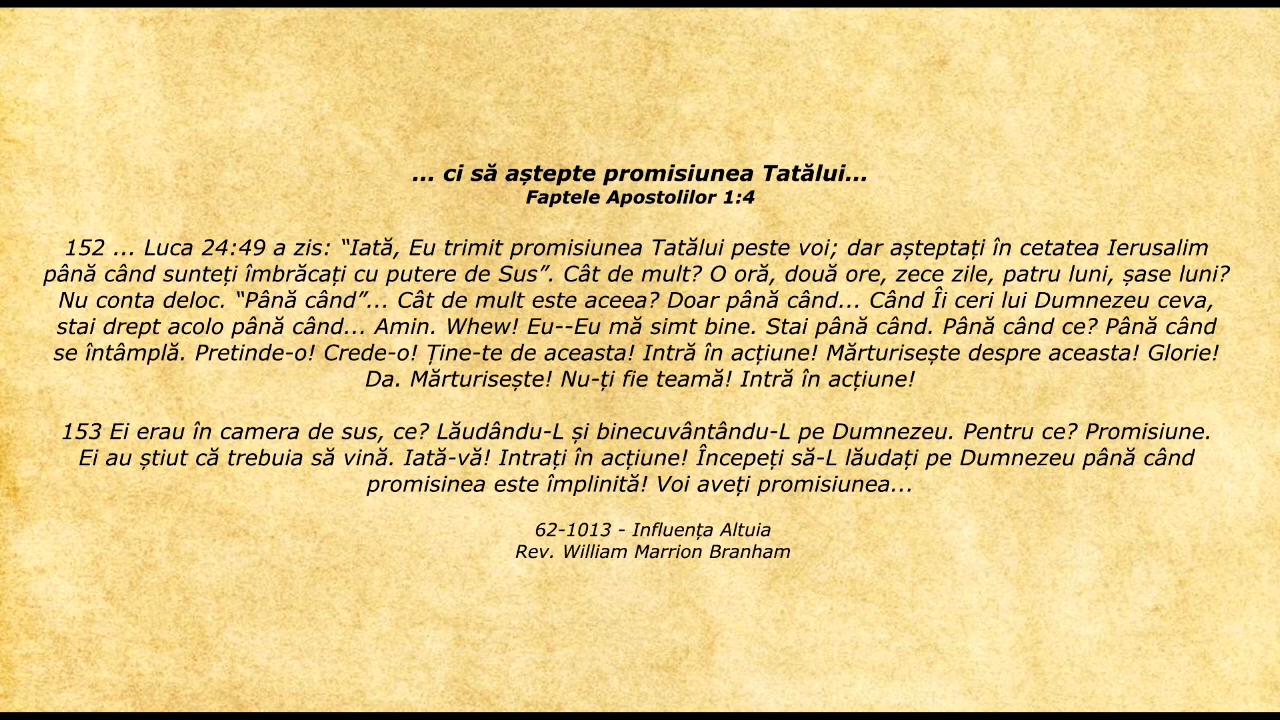 ... ci să aștepte promisiunea Tatălui...
Faptele Apostolilor 1:4
152 ... Luca 24:49 a zis: “Iată, Eu trimit promisiunea Tatălui peste voi; dar așteptați în cetatea Ierusalim
până când sunteți îmbrăcați cu putere de Sus”. Cât de mult? O oră, două ore, zece zile, patru luni, șase luni?
Nu conta deloc. “Până când”... Cât de mult este aceea? Doar până când... Când Îi ceri lui Dumnezeu ceva,
stai drept acolo până când... Amin. Whew! Eu--Eu mă simt bine. Stai până când. Până când ce? Până când
se întâmplă. Pretinde-o! Crede-o! Ține-te de aceasta! Intră în acțiune! Mărturisește despre aceasta! Glorie!
Da. Mărturisește! Nu-ți fie teamă! Intră în acțiune!
153 Ei erau în camera de sus, ce? Lăudându-L și binecuvântându-L pe Dumnezeu. Pentru ce? Promisiune.
Ei au știut că trebuia să vină. Iată-vă! Intrați în acțiune! Începeți să-L lăudați pe Dumnezeu până când
promisinea este împlinită! Voi aveți promisiunea...
62-1013 - Influența Altuia
Rev. William Marrion Branham